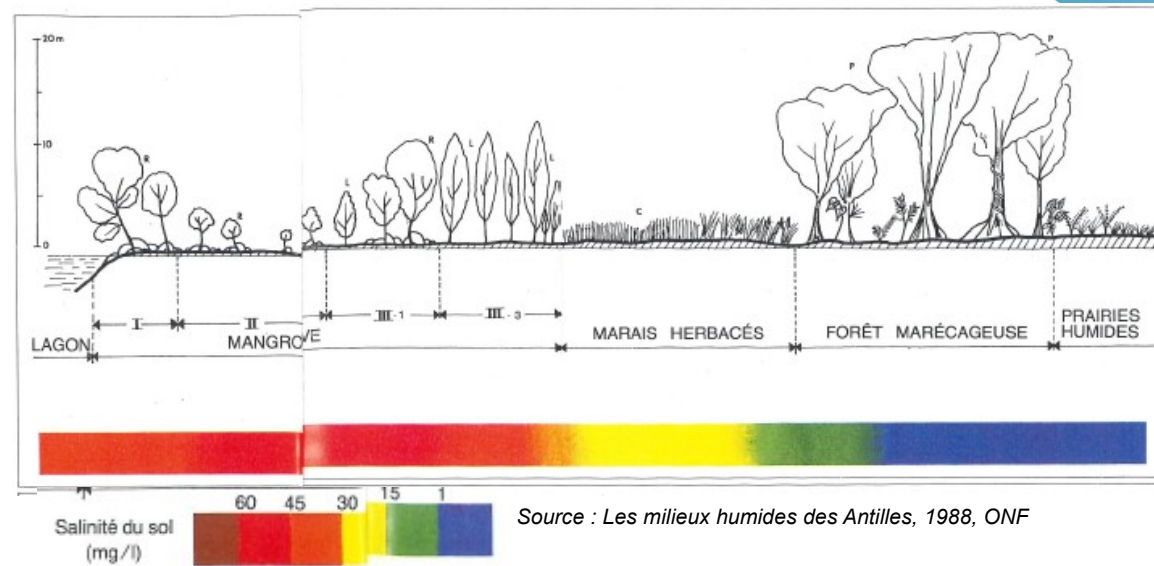 20m
P
P
10
R
R
L
L
L
R
C
0
I
II
III-1
III-3
LAGON
MANGROVE
MARAIS HERBACÉS
FORÊT MARÉCAGEUSE
PRAIRIES
HUMIDES
60 45 30 15 1
Salinité du sol
(mg/l)
Source : Les milieux humides des Antilles, 1988, ONF